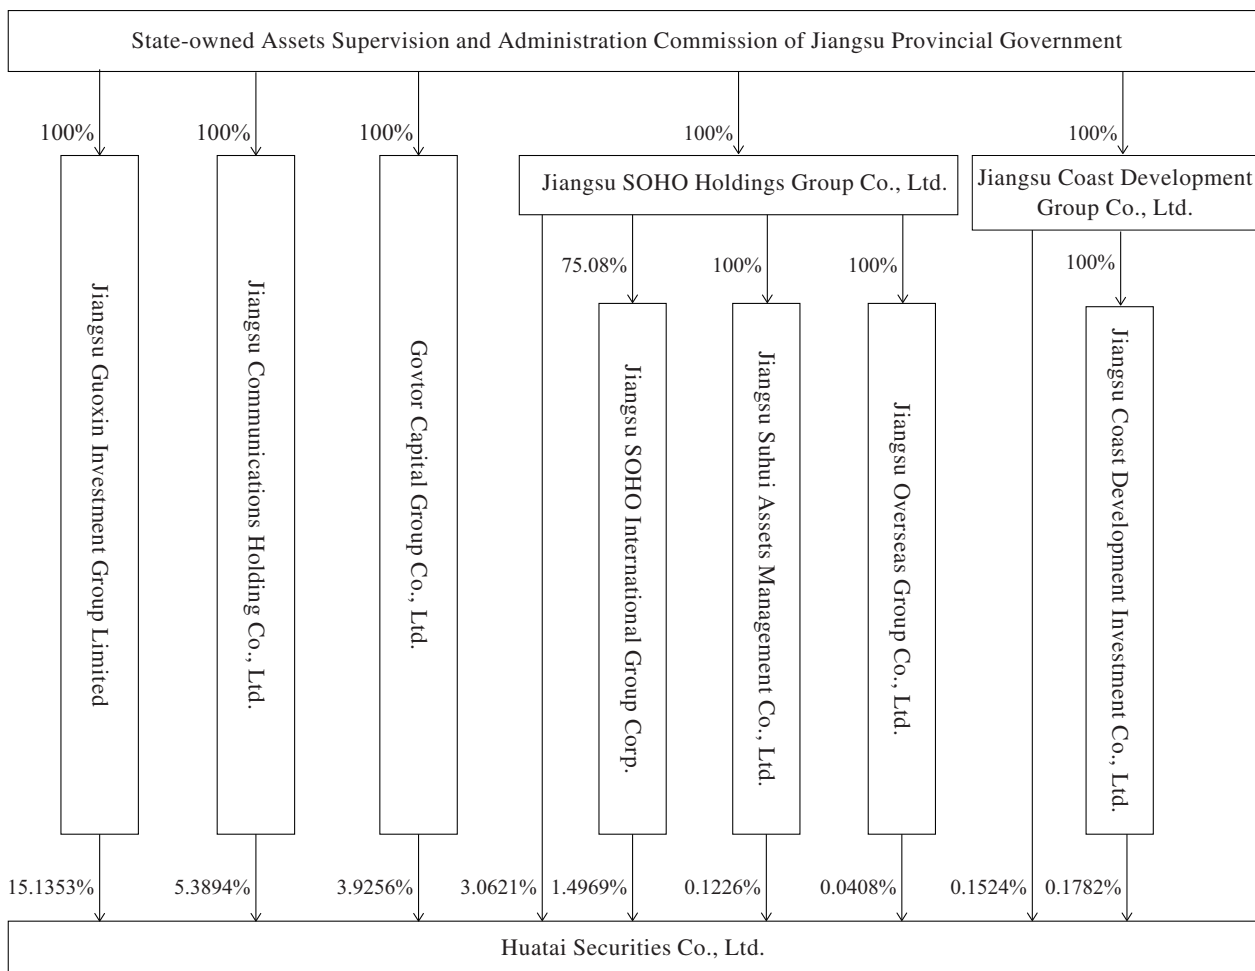 State-owned Assets Supervision and Administration Commission of Jiangsu Provincial Government
100%
100%
100%
100%
100%
Jiangsu SOHO Holdings Group Co., Ltd.
Jiangsu Coast Development
Group Co., Ltd.
75.08%
100%
100%
100%
Jiangsu Guoxin Investment Group Limited
Jiangsu Communications Holding Co., Ltd.
Govtor Capital Group Co., Ltd.
Jiangsu SOHO International Group Corp.
Jiangsu Suhui Assets Management Co., Ltd.
Jiangsu Overseas Group Co., Ltd.
Jiangsu Coast Development Investment Co., Ltd.
15.1353%
5.3894%
3.9256%
3.0621%
1.4969%
0.1226%
0.0408%
0.1524%
0.1782%
Huatai Securities Co., Ltd.